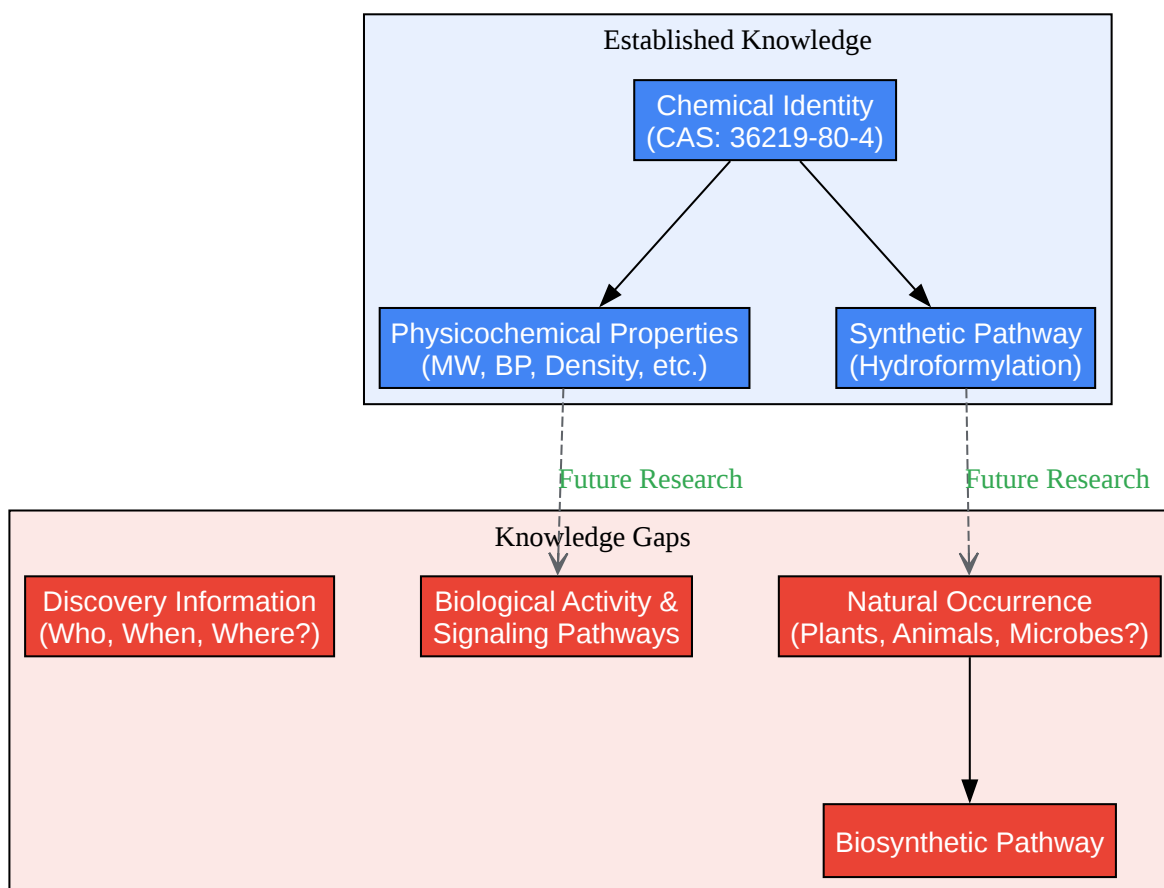 Established Knowledge
Chemical Identity
(CAS: 36219-80-4)
Physicochemical Properties
(MW, BP, Density, etc.)
Synthetic Pathway
(Hydroformylation)
Future Research
Future Research
Knowledge Gaps
Discovery Information
(Who, When, Where?)
Biological Activity &
Signaling Pathways
Natural Occurrence
(Plants, Animals, Microbes?)
Biosynthetic Pathway